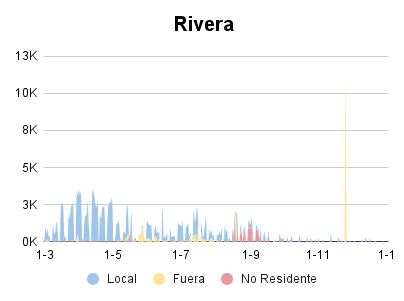 Rivera
13K
10K
8K
5K
3K
0K
1-3 1-5 1-7 1-9 1-11 1-1
Local Fuera No Residente